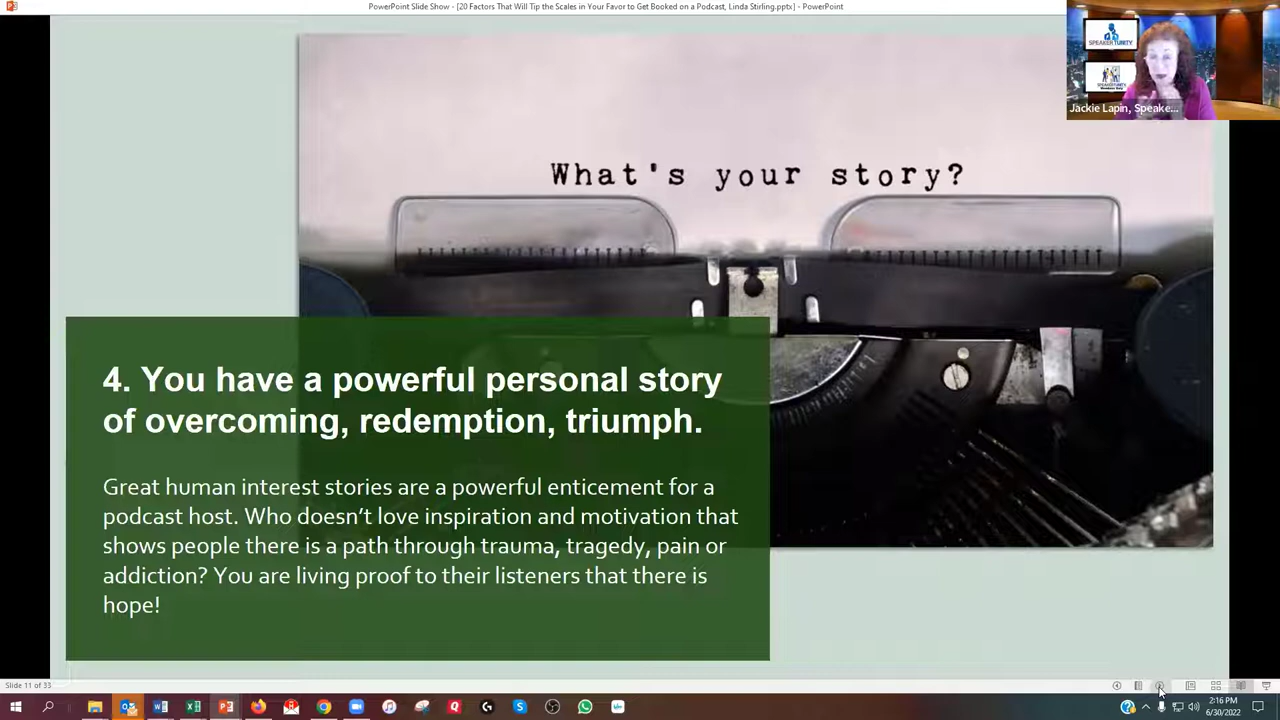 PowerPoint Slide Show - [20 Factors That Will Tip the Scales in Your Favor to Get Booked on a Podcast, Linda Stirling.pptx] - PowerPoint
SPEAKERTUNITY
SPEAKERTUNITY
Jackie Lapin, Speake...
What's your story?
4. You have a powerful personal story
of overcoming, redemption, triumph.
Great human interest stories are a powerful enticement for a
podcast host. Who doesn’t love inspiration and motivation that
shows people there is a path through trauma, tragedy, pain or
addiction? You are living proof to their listeners that there is
hope!
Slide 11 of 33
2:16 PM
6/30/2022